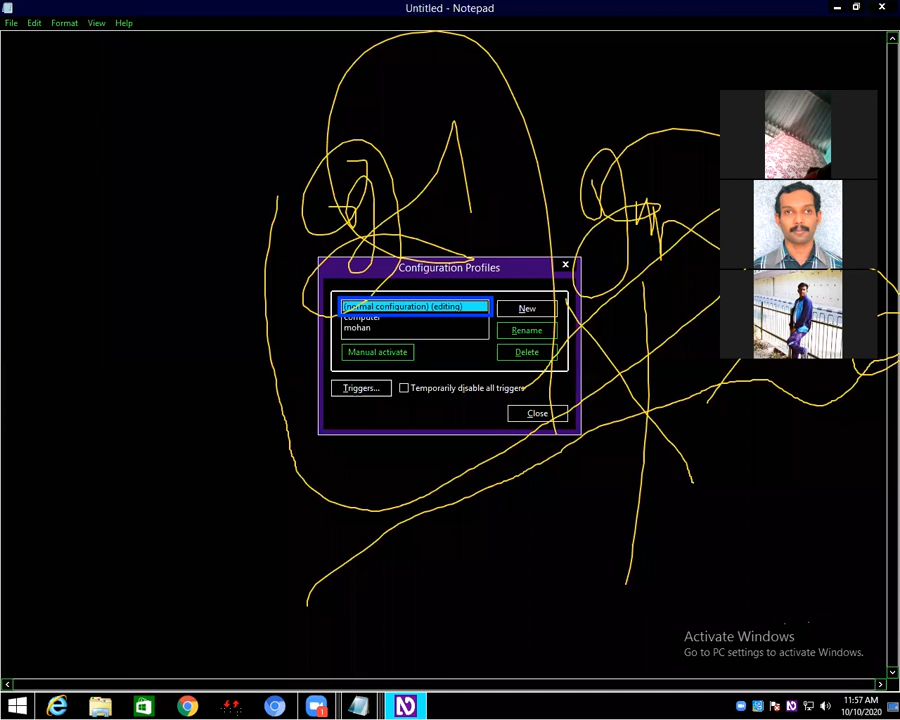 Untitled - Notepad
File Edit Format View Help
Configuration Profiles
(normal configuration) (editing)
computer
mohan
New
Rename
Manual activate
Delete
Triggers...
Temporarily disable all triggers
Close
Activate Windows
Go to PC settings to activate Windows.
11:57 AM
10/10/2020